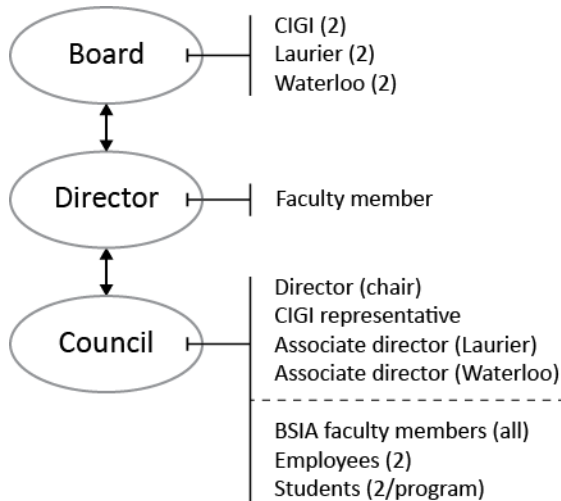 Board
CIGI (2)
Laurier (2)
Waterloo (2)
Director
Faculty member
Council
Director (chair)
CIGI representative
Associate director (Laurier)
Associate director (Waterloo)
BSIA faculty members (all)
Employees (2)
Students (2/program)